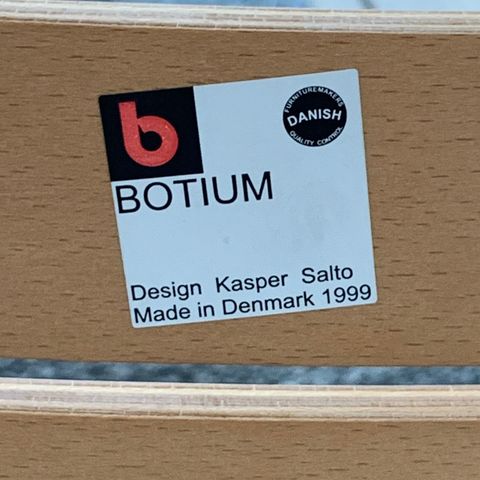 b
FURNITUREMAKERS
DANISH
QUALITY CONTROL
BOTIUM
Design Kasper Salto
Made in Denmark 1999